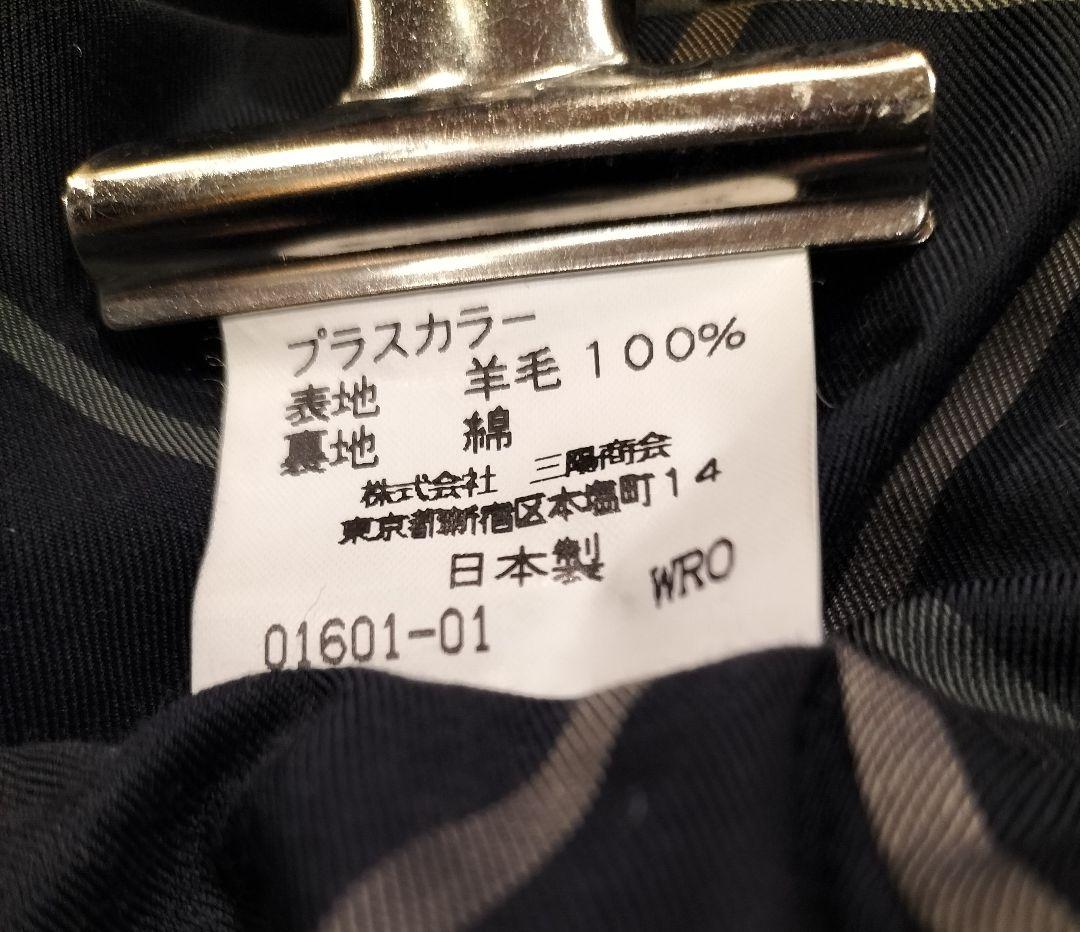 プラスカラー
表地 羊毛 100%
裏地 綿
株式会社 三陽商会
東京都新宿区本塩町14
日本製
WRO
01601-01